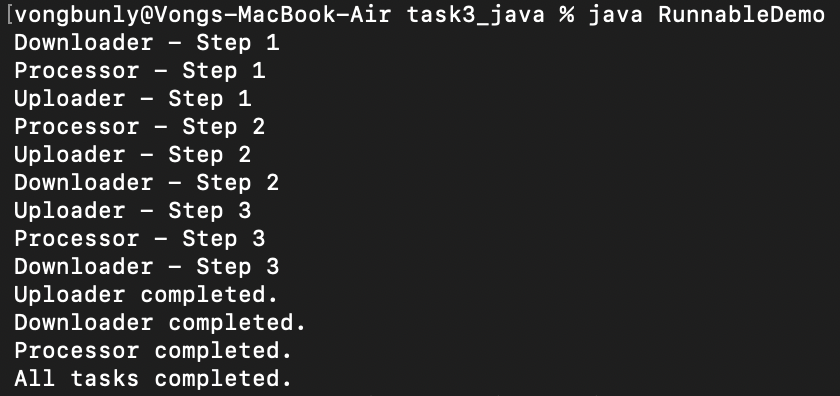 [vongbunly@Vongs-MacBook-Air task3_java % java RunnableDemo
Downloader - Step 1
Processor - Step 1
Uploader - Step 1
Processor - Step 2
Uploader - Step 2
Downloader - Step 2
Uploader - Step 3
Processor - Step 3
Downloader - Step 3
Uploader completed.
Downloader completed.
Processor completed.
All tasks completed.